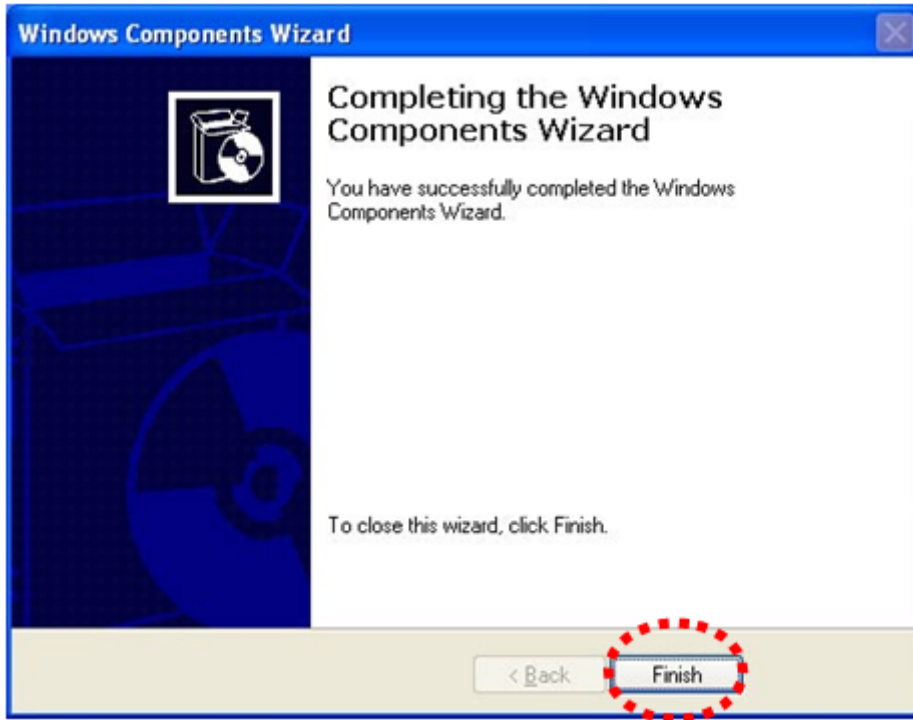 Windows Components Wizard
Completing the Windows
Components Wizard
You have successfully completed the Windows
Components Wizard.
To close this wizard, click Finish.
< Back
Finish